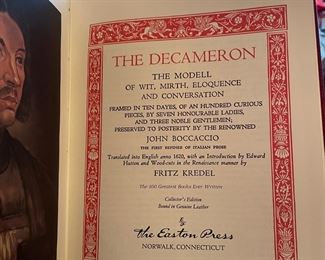 THE DECAMERON
THE MODELL
OF WIT, MIRTH, ELOQUENCE
AND CONVERSATION
FRAMED IN TEN DAYES, OF AN HUNDRED CURIOUS
PIECES, BY SEVEN HONOURABLE LADIES,
AND THREE NOBLE GENTLEMEN;
PRESERVED TO POSTERITY BY THE RENOWNED
JOHN BOCCACCIO
THE FIRST REFINER OF ITALIAN PROSE
Translated into English anno 1620, with an Introduction by Edward
Hutton and Wood-cuts in the Renaissance manner by
FRITZ KREDEL
The 100 Greatest Books Ever Written
Collector's Edition
Bound in Genuine Leather
The Easton Press
NORWALK, CONNECTICUT